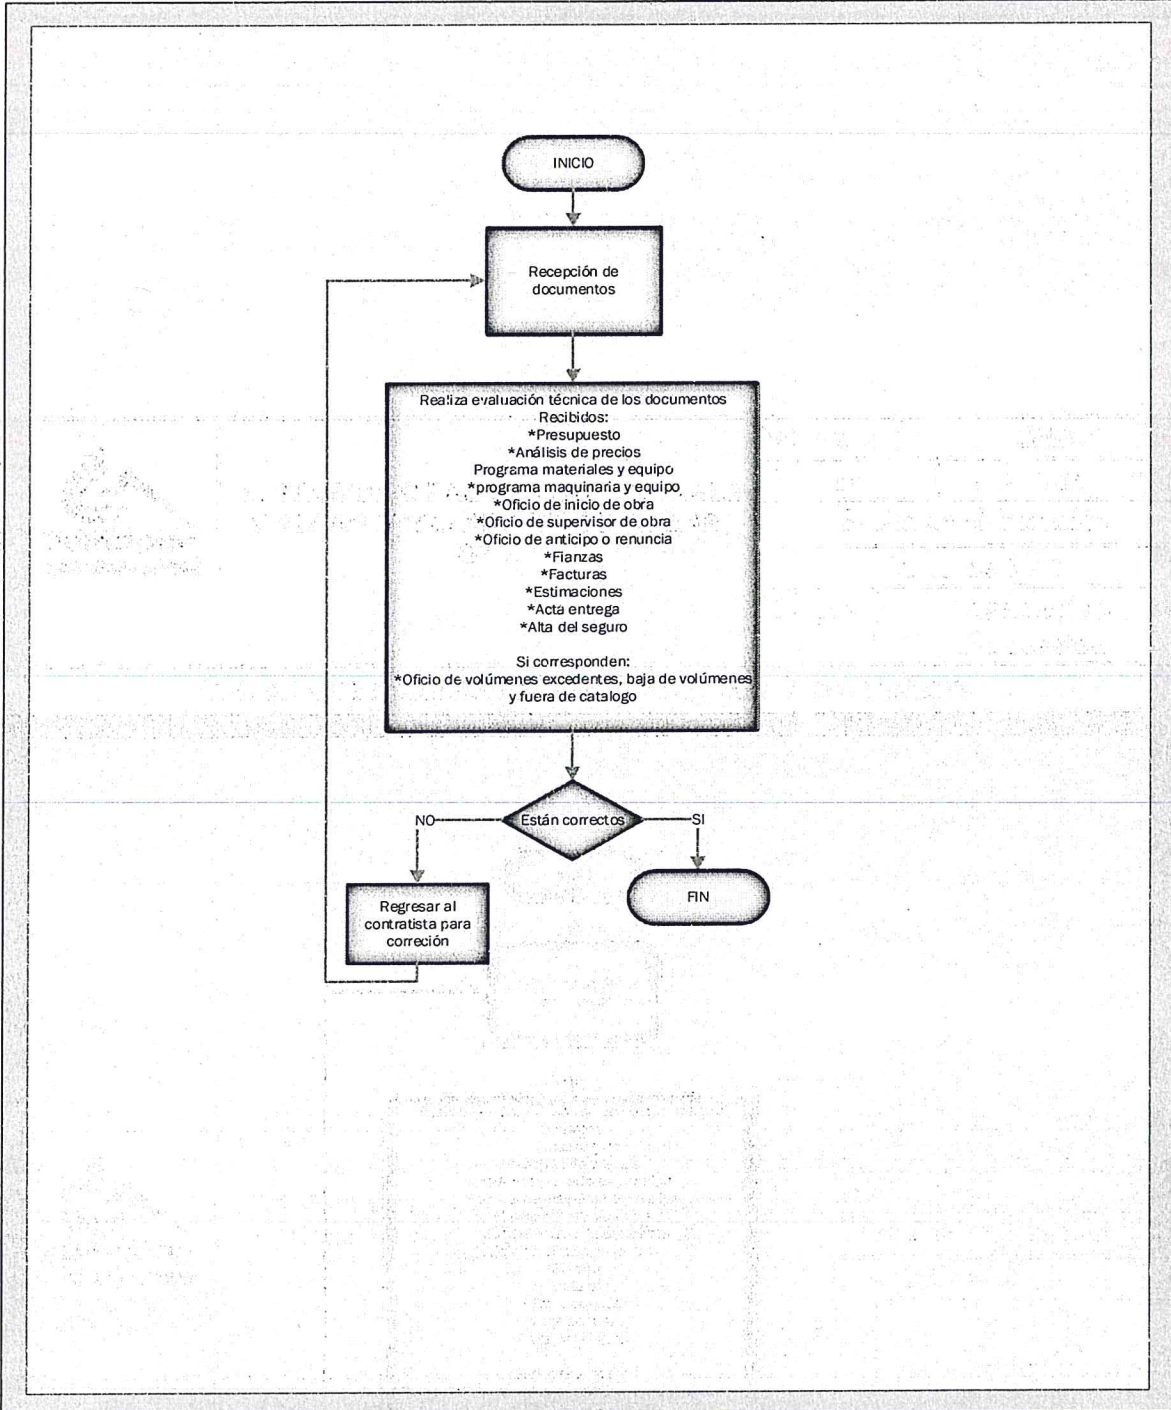 INICIO
Recepción de
documentos
Realiza evaluación técnica de los documentos
Recibidos:
*Presupuesto
*Análisis de precios
Programa materiales y equipo
*programa maquinaria y equipo
*Oficio de inicio de obra
*Oficio de supervisor de obra
*Oficio de anticipo o renuncia
*Fianzas
*Facturas
*Estimaciones
*Acta entrega
*Alta del seguro
Si corresponden:
*Oficio de volúmenes excedentes, baja de volúmenes
y fuera de catalogo
Están correctos
NO
SI
Regresar al
contratista para
correción
FIN